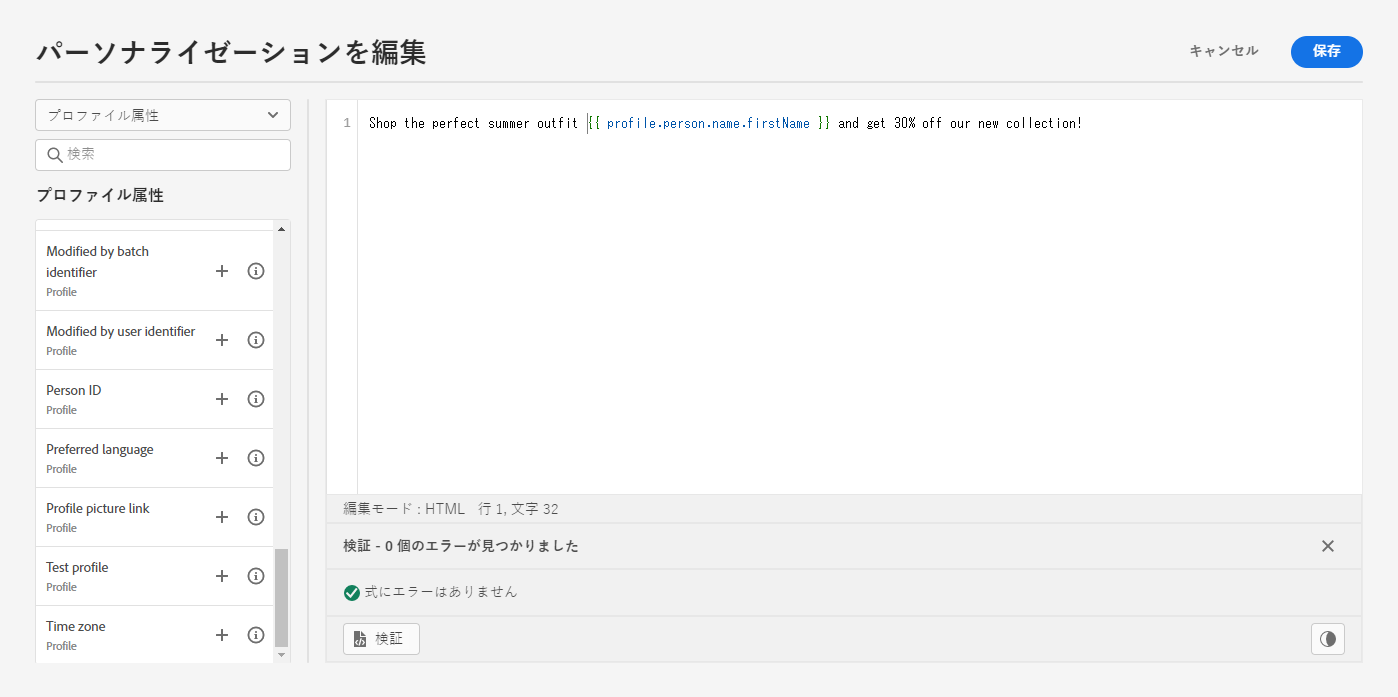 パーソナライゼーションを編集
キャンセル
保存
プロファイル属性
検索
プロファイル属性
Modified by batch
identifier
Profile
Modified by user identifier
Profile
Person ID
Profile
Preferred language
Profile
Profile picture link
Profile
Test profile
Profile
Time zone
Profile
1 Shop the perfect summer outfit {{ profile.person.name.firstName }} and get 30% off our new collection!
編集モード : HTML 行 1, 文字 32
検証 - 0 個のエラーが見つかりました
式にエラーはありません
検証